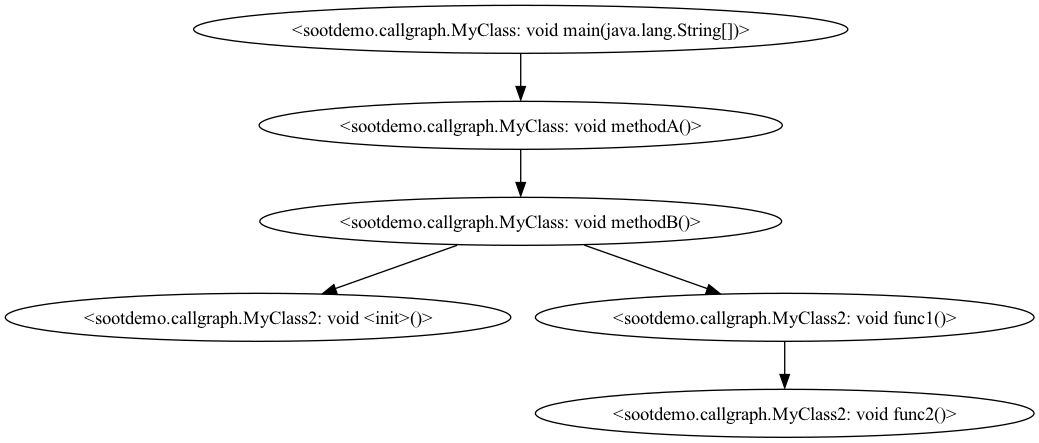 <sootdemo.callgraph.MyClass: void main(java.lang.String[])>
<sootdemo.callgraph.MyClass: void methodA()>
<sootdemo.callgraph.MyClass: void methodB()>
<sootdemo.callgraph.MyClass2: void <init>()>
<sootdemo.callgraph.MyClass2: void func1()>
<sootdemo.callgraph.MyClass2: void func2()>